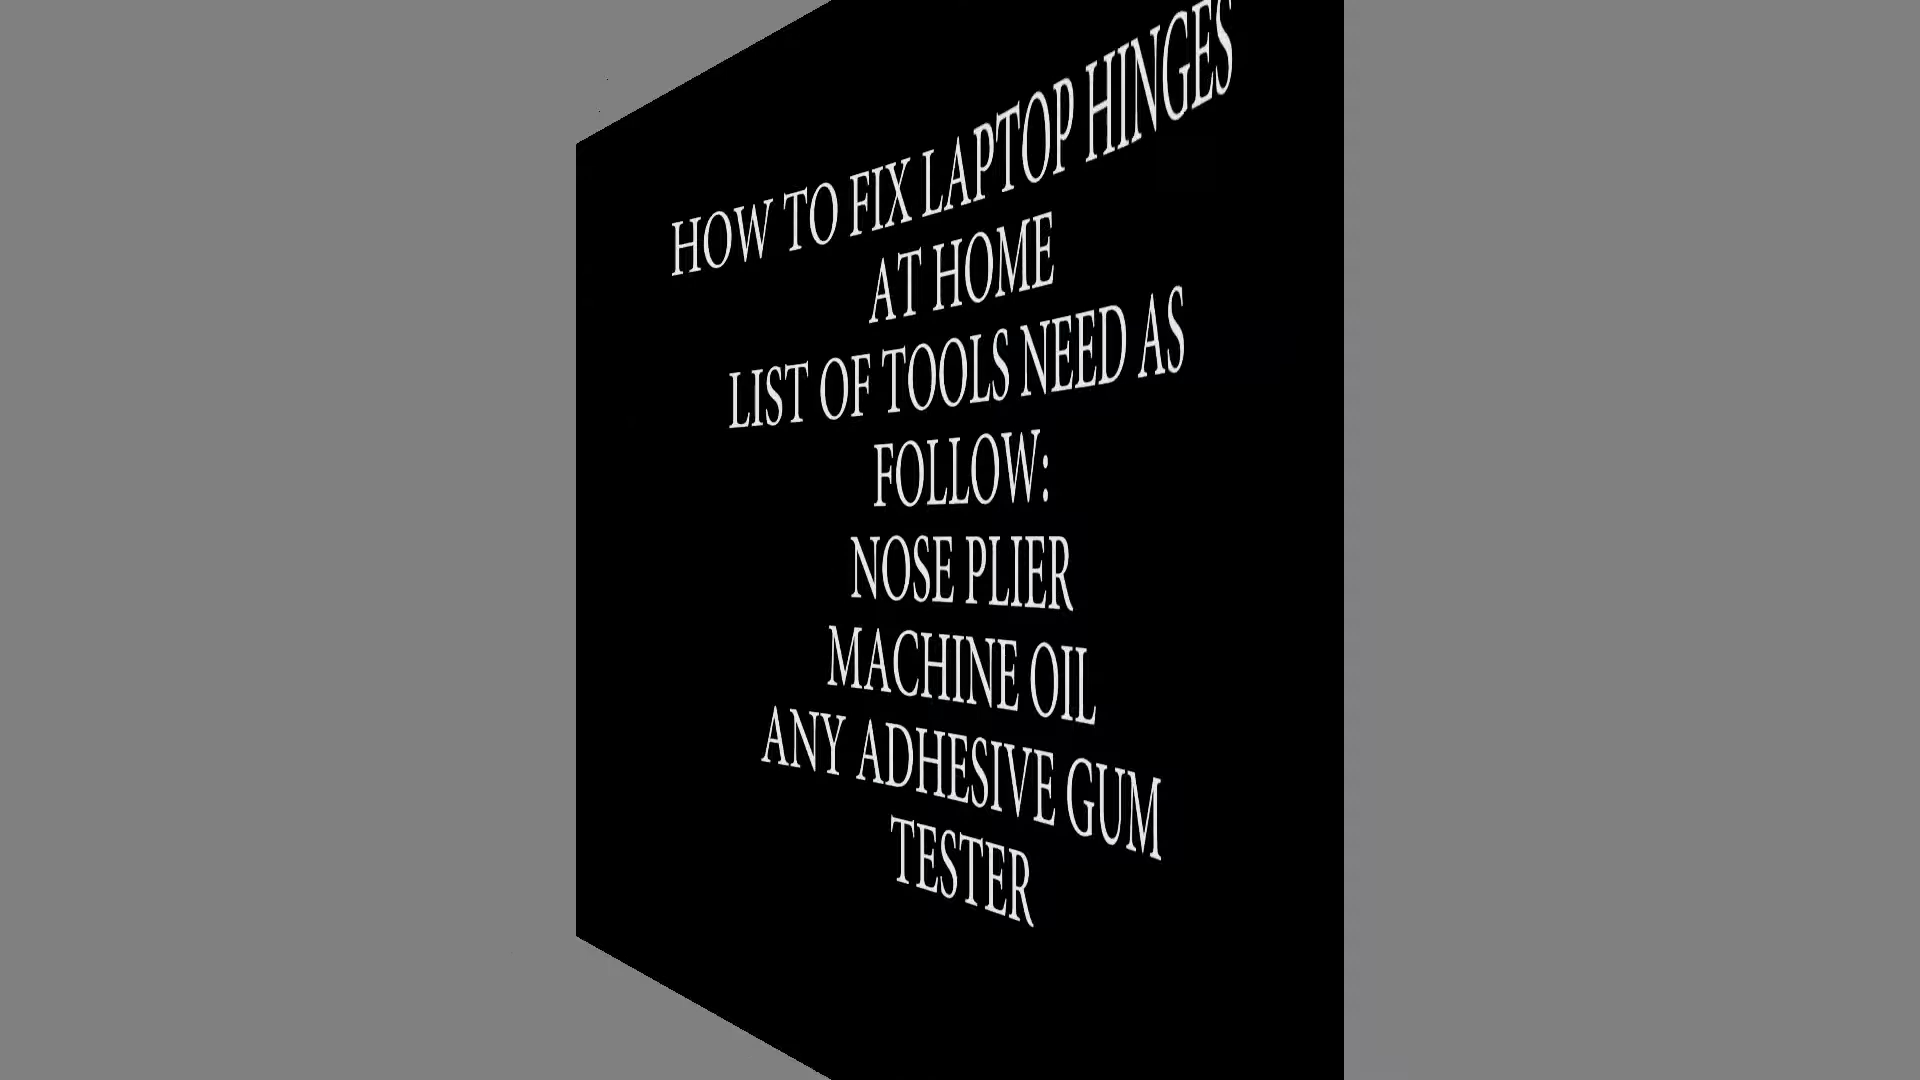 HOW TO FIX LAPTOP HINGES
AT HOME
LIST OF TOOLS NEED AS
FOLLOW:
NOSE PLIER
MACHINE OIL
ANY ADHESIVE GUM
TESTER